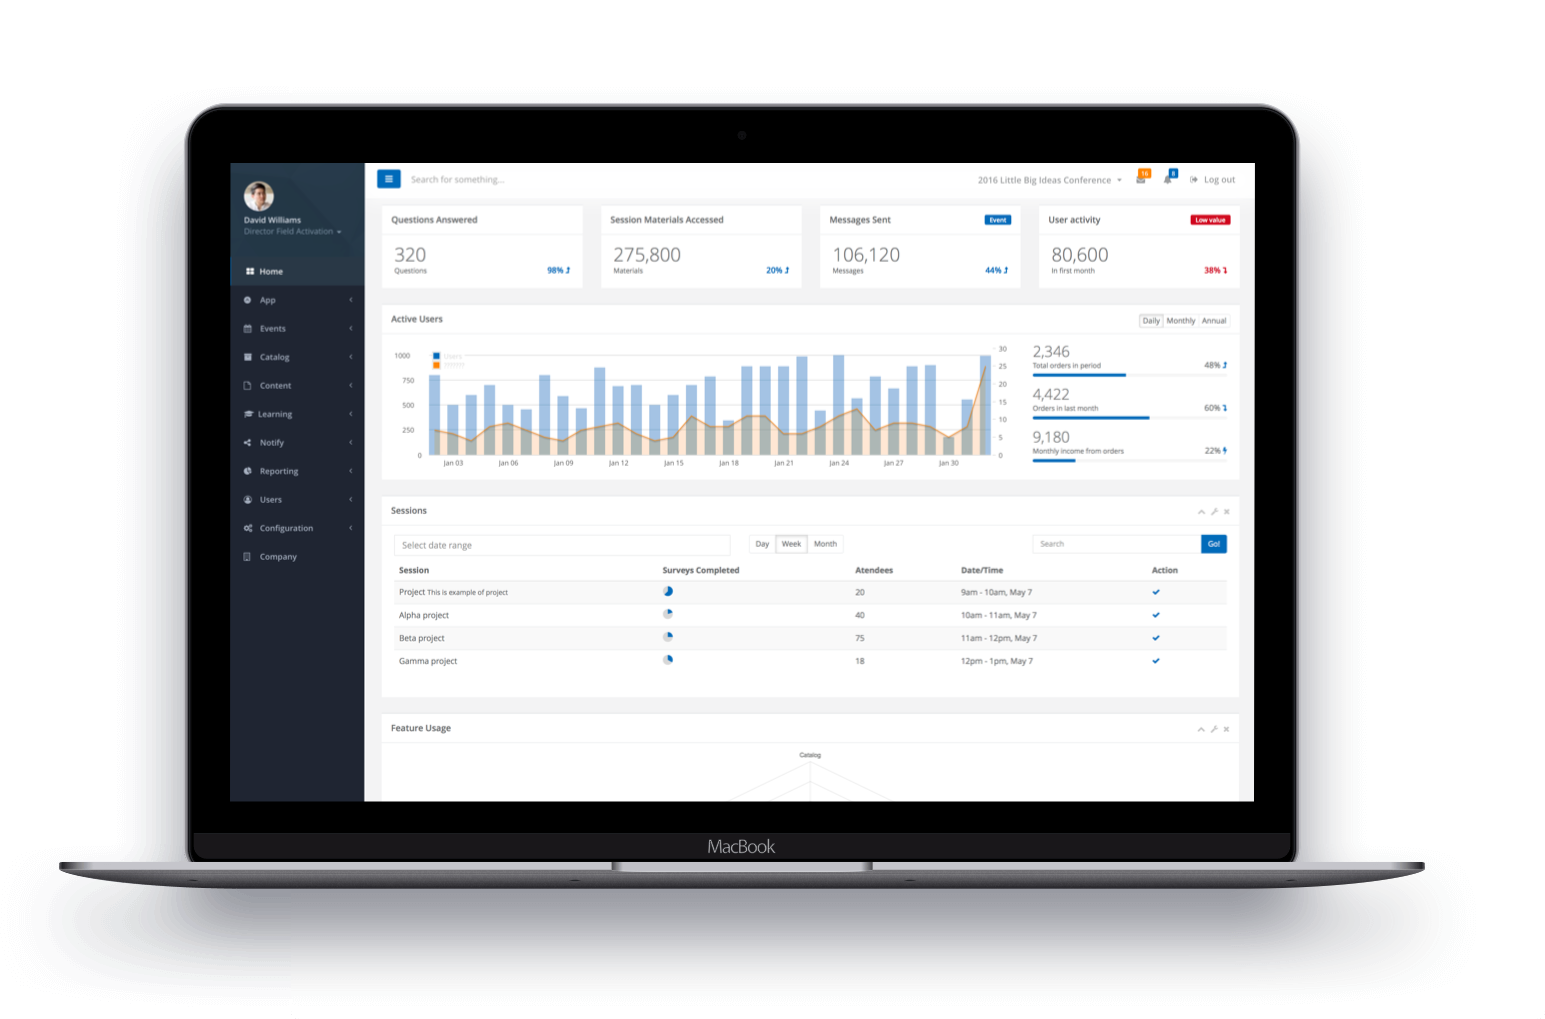 David Williams
Director Field Activation
Home
App
Events
Catalog
Content
Learning
Notify
Reporting
Users
Configuration
Company
Search for something...
2016 Little Big Ideas Conference
16
8
Log out
Questions Answered
320
Questions
98%
Session Materials Accessed
275,800
Materials
20%
Messages Sent
Event
106,120
Messages
44%
User activity
Low value
80,600
In first month
38%
Active Users
Daily Monthly Annual
1000
750
500
250
0
30
25
20
15
10
5
0
Jan 03 Jan 06 Jan 09 Jan 12 Jan 15 Jan 18 Jan 21 Jan 24 Jan 27 Jan 30
2,346
Total orders in period 48%
4,422
Orders in last month 60%
9,180
Monthly income from orders 22%
Sessions
Select date range
Day Week Month
Search Go!
Session Surveys Completed Atendees Date/Time Action
Project This is example of project 20 9am - 10am, May 7
Alpha project 40 10am - 11am, May 7
Beta project 75 11am - 12pm, May 7
Gamma project 18 12pm - 1pm, May 7
Feature Usage
Catalog
MacBook